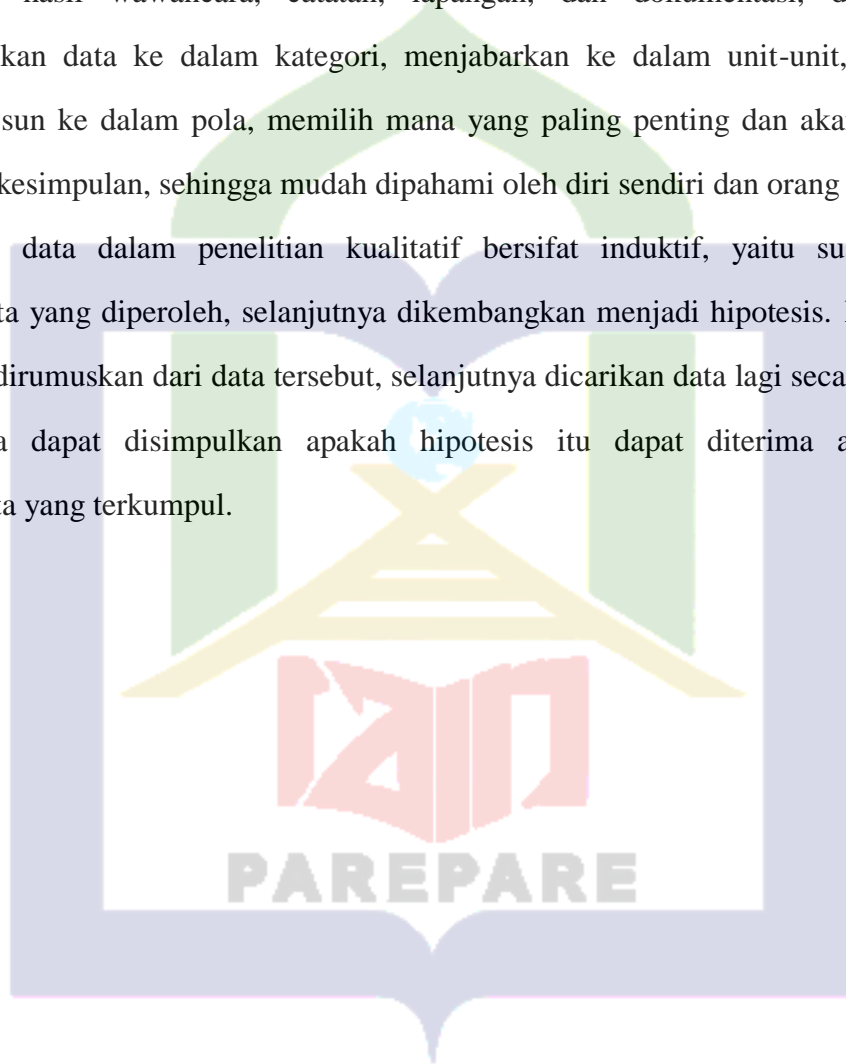 hasil wawancara, catatan, lapangan, dan dokumentasi, d
kan data ke dalam kategori, menjabarkan ke dalam unit-unit,
sun ke dalam pola, memilih mana yang paling penting dan aka
kesimpulan, sehingga mudah dipahami oleh diri sendiri dan orang
data dalam penelitian kualitatif bersifat induktif, yaitu su
ta yang diperoleh, selanjutnya dikembangkan menjadi hipotesis.
dirumuskan dari data tersebut, selanjutnya dicarikan data lagi seca
a dapat disimpulkan apakah hipotesis itu dapat diterima a
ta yang terkumpul.
iain
PAREPARE